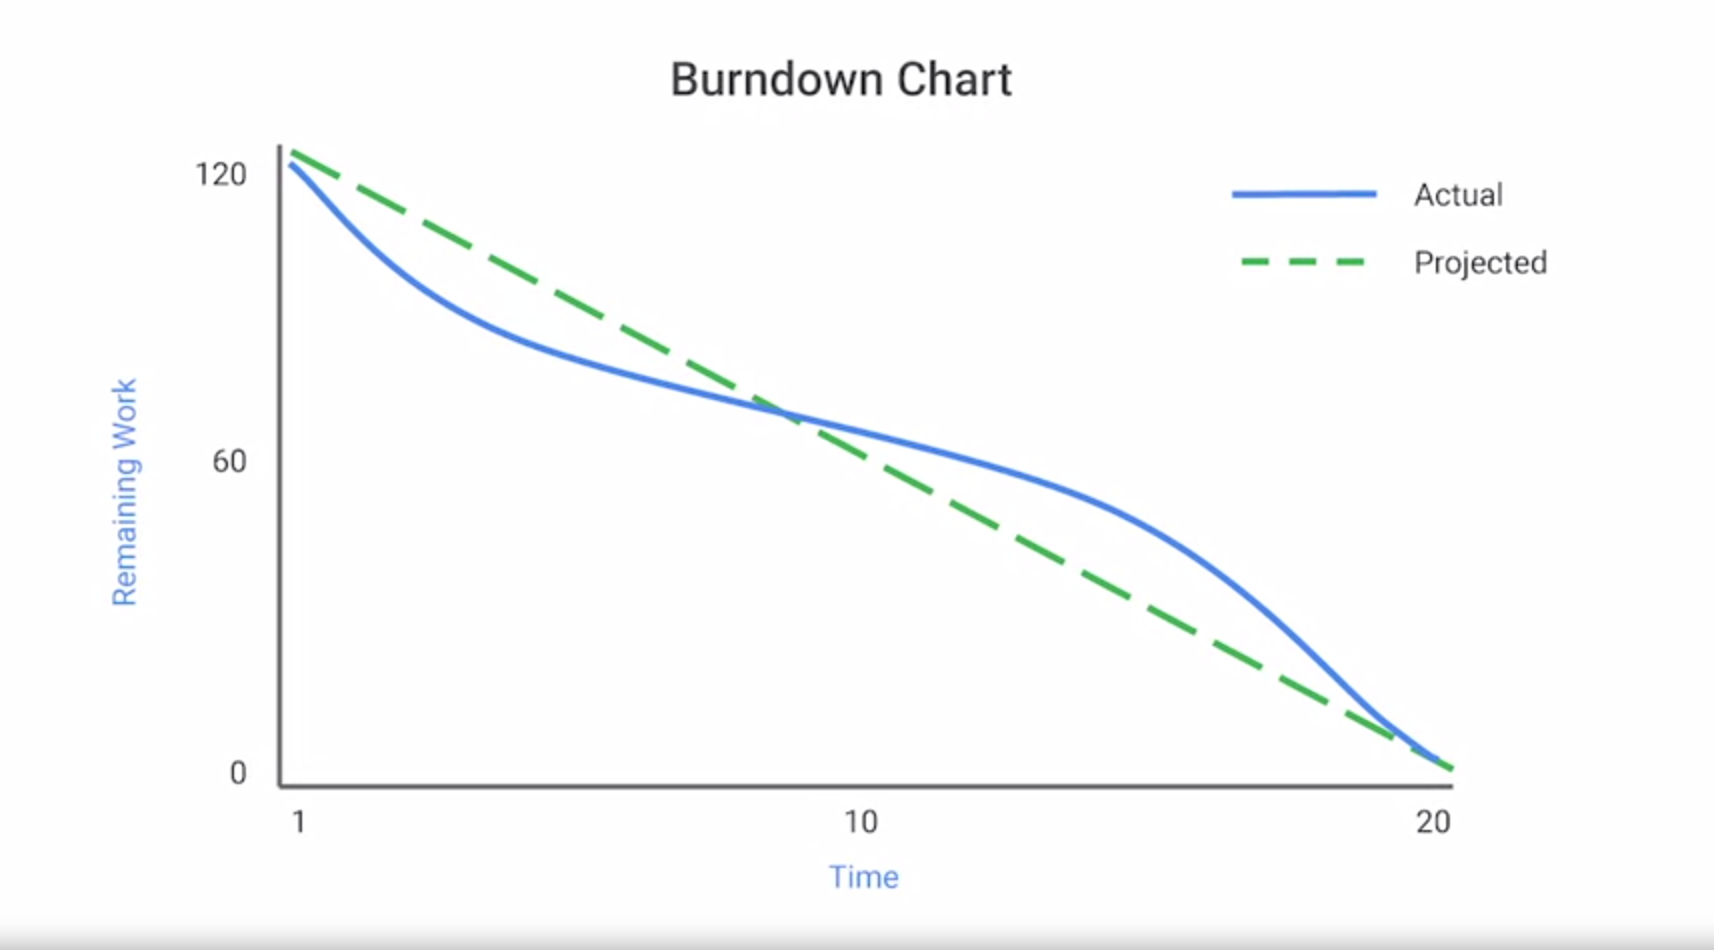 Burndown Chart
120
60
0
Remaining Work
Actual
Projected
1 10 20
Time